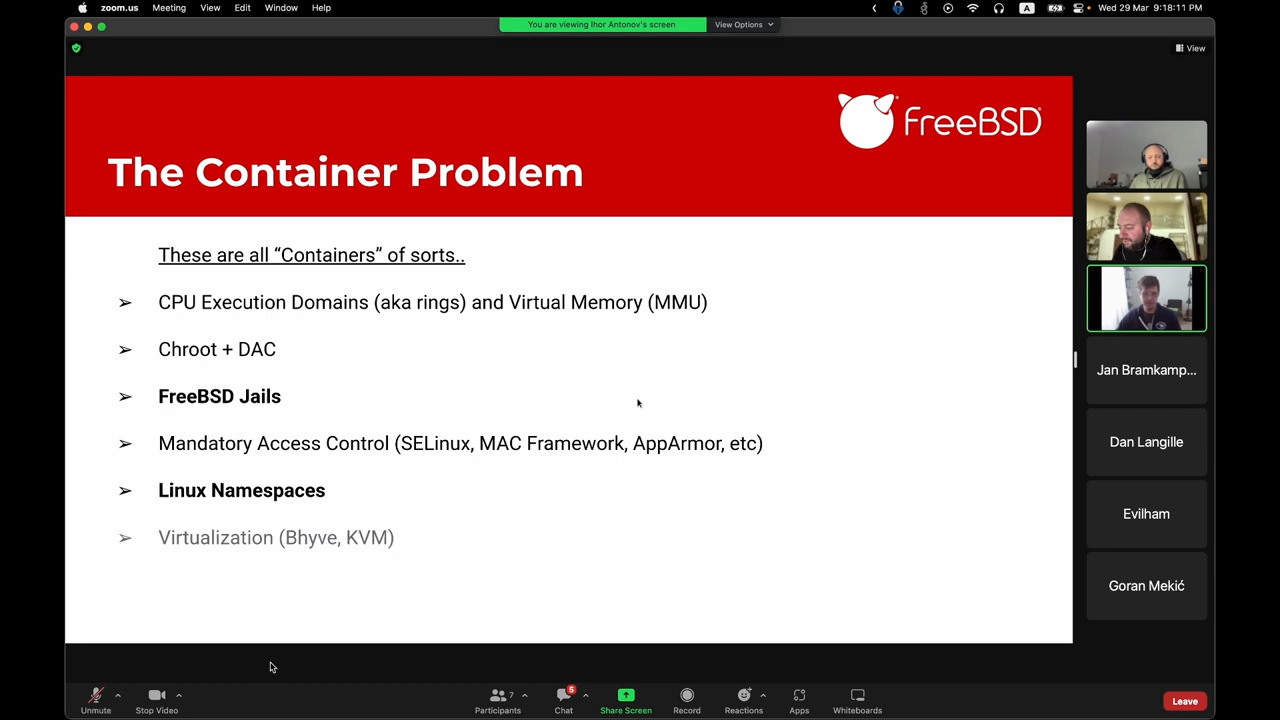 zoom.us Meeting View Edit Window Help
A
Wed 29 Mar 9:18:11 PM
You are viewing Ihor Antonov's screen
View Options
View
FreeBSD
The Container Problem
These are all “Containers” of sorts..
➢ CPU Execution Domains (aka rings) and Virtual Memory (MMU)
➢ Chroot + DAC
➢ FreeBSD Jails
➢ Mandatory Access Control (SELinux, MAC Framework, AppArmor, etc)
➢ Linux Namespaces
➢ Virtualization (Bhyve, KVM)
Jan Bramkamp...
Dan Langille
Evilham
Goran Mekić
7
5
Unmute
Stop Video
Participants
Chat
Share Screen
Record
Reactions
Apps
Whiteboards
Leave